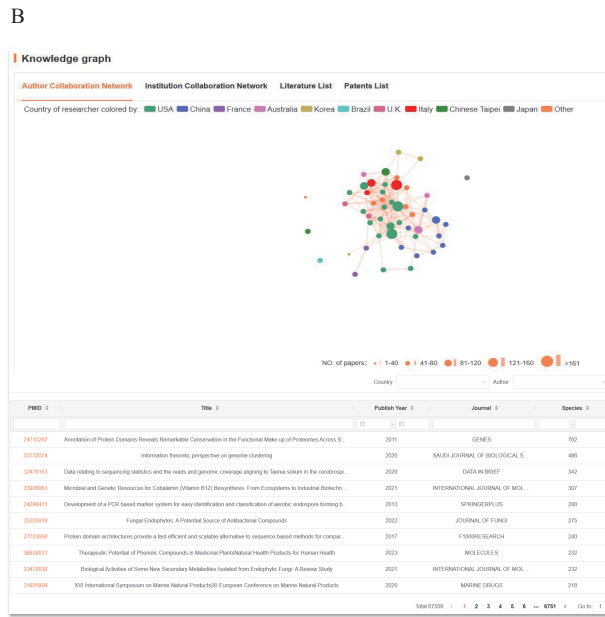 B
Knowledge graph
Author Collaboration Network Institution Collaboration Network Literature List Patents List
Country of researcher colored by: USA China France Australia Korea Brazil U.K. Italy Chinese Taipei Japan Other
NO. of papers: 1-40 41-80 81-120 121-160 >161
Country Author
PMID Title Publish Year Journal Species
24710297 Annotation of Protein Domains Reveals Remarkable Conservation in the Functional Make up of Proteomes Across S... 2011 GENES 782
33732074 Information theoretic perspective on genome clustering 2020 SAUDI JOURNAL OF BIOLOGICAL S... 486
32478153 Data relating to sequencing statistics and the reads and genomic coverage aligning to Taenia solium in the cerebrospi... 2020 DATA IN BRIEF 342
33926061 Microbial and Genetic Resources for Cobalamin (Vitamin B12) Biosynthesis: From Ecosystems to Industrial Biotechn... 2021 INTERNATIONAL JOURNAL OF MOL... 307
24298431 Development of a PCR based marker system for easy identification and classification of aerobic endospore forming b... 2013 SPRINGERPLUS 288
35205918 Fungal Endophytes: A Potential Source of Antibacterial Compounds 2022 JOURNAL OF FUNGI 275
27703668 Protein domain architectures provide a fast efficient and scalable alternative to sequence-based methods for compar... 2017 F1000RESEARCH 240
36838831 Therapeutic Potential of Phenolic Compounds in Medicinal PlantsNatural Health Products for Human Health 2023 MOLECULES 232
33478038 Biological Activities of Some New Secondary Metabolites Isolated from Endophytic Fungi: A Review Study 2021 INTERNATIONAL JOURNAL OF MOL... 232
31935809 XVI International Symposium on Marine Natural Products|XI European Conference on Marine Natural Products 2020 MARINE DRUGS 218
Total 67509 1 2 3 4 5 6 ... 6751 Go to: 1